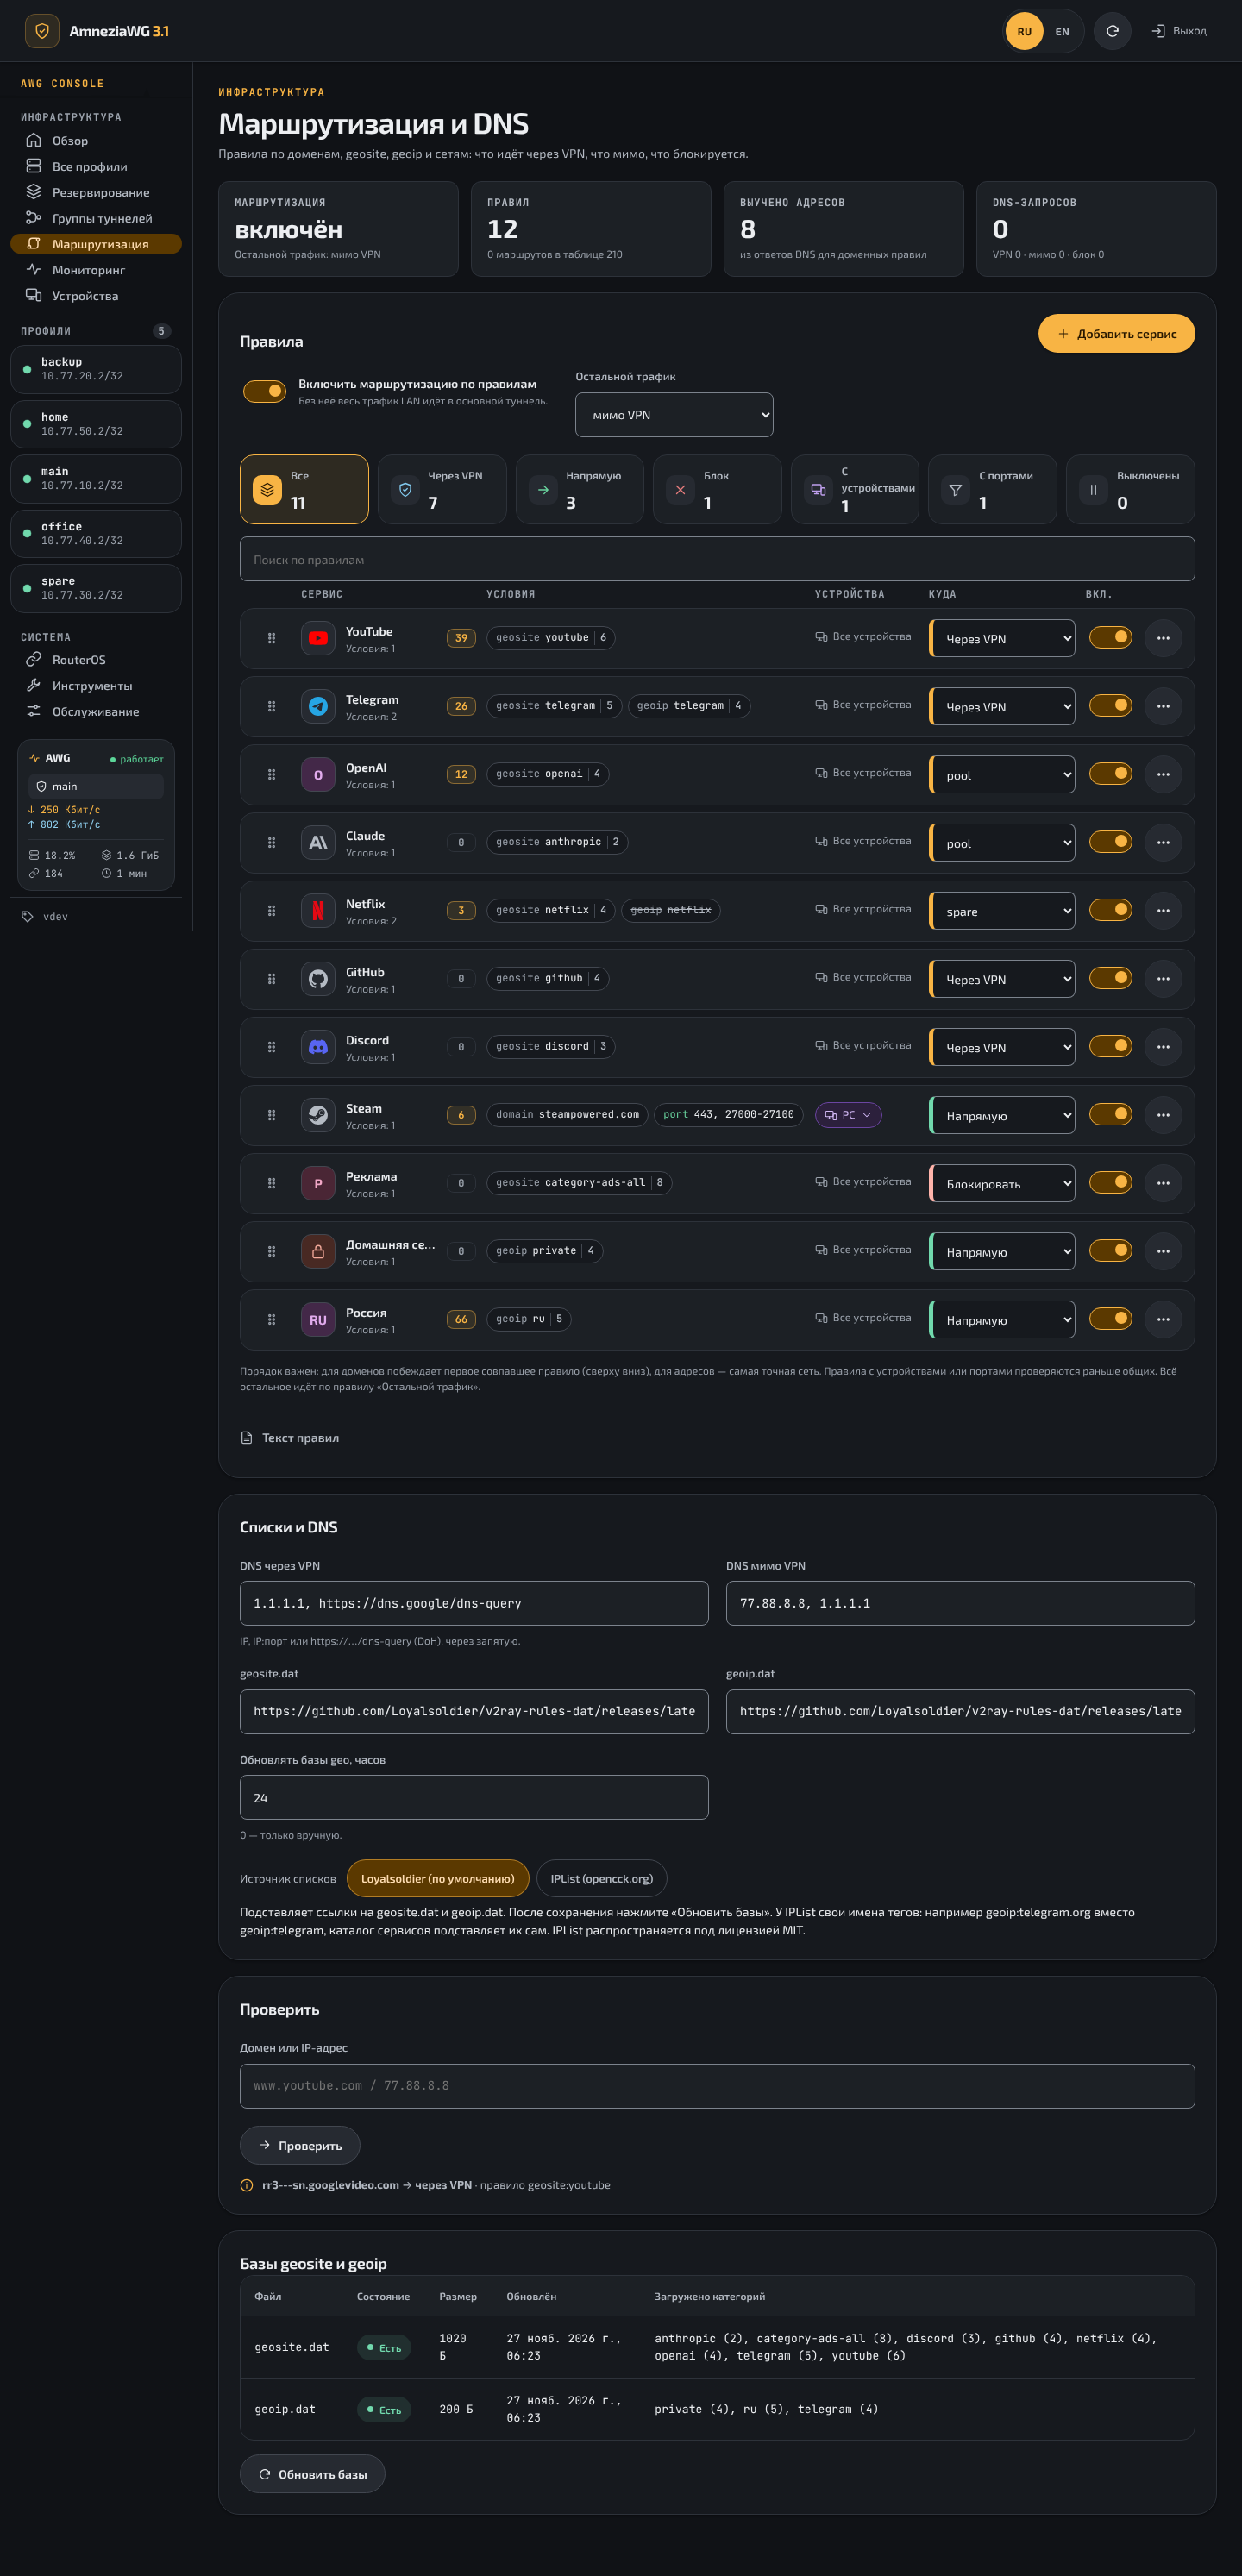 AmneziaWG 3.1
RU EN
Выход
AWG CONSOLE
ИНФРАСТРУКТУРА
Обзор
Все профили
Резервирование
Группы туннелей
Маршрутизация
Мониторинг
Устройства
ПРОФИЛИ 5
backup
10.77.20.2/32
home
10.77.50.2/32
main
10.77.10.2/32
office
10.77.40.2/32
spare
10.77.30.2/32
СИСТЕМА
RouterOS
Инструменты
Обслуживание
AWG работает
main
↓ 250 Кбит/с
↑ 802 Кбит/с
18.2% 1.6 ГиБ
184 1 мин
vdev
ИНФРАСТРУКТУРА
Маршрутизация и DNS
Правила по доменам, geosite, geoip и сетям: что идёт через VPN, что мимо, что блокируется.
МАРШРУТИЗАЦИЯ
включён
Остальной трафик: мимо VPN
ПРАВИЛ
12
0 маршрутов в таблице 210
ВЫУЧЕНО АДРЕСОВ
8
из ответов DNS для доменных правил
DNS-ЗАПРОСОВ
0
VPN 0 · мимо 0 · блок 0
Правила
Добавить сервис
Включить маршрутизацию по правилам
Без неё весь трафик LAN идёт в основной туннель.
Остальной трафик
мимо VPN
Все
11
Через VPN
7
Напрямую
3
Блок
1
С устройствами
1
С портами
1
Выключены
0
Поиск по правилам
СЕРВИС УСЛОВИЯ УСТРОЙСТВА КУДА ВКЛ.
YouTube
Условия: 1
39 geosite youtube 6 Все устройства Через VPN
Telegram
Условия: 2
26 geosite telegram 5 geoip telegram 4 Все устройства Через VPN
O OpenAI
Условия: 1
12 geosite openai 4 Все устройства pool
Claude
Условия: 1
0 geosite anthropic 2 Все устройства pool
Netflix
Условия: 2
3 geosite netflix 4 geoip netflix Все устройства spare
GitHub
Условия: 1
0 geosite github 4 Все устройства Через VPN
Discord
Условия: 1
0 geosite discord 3 Все устройства Через VPN
Steam
Условия: 1
6 domain steampowered.com port 443, 27000-27100 PC Напрямую
Р Реклама
Условия: 1
0 geosite category-ads-all 8 Все устройства Блокировать
Домашняя се...
Условия: 1
0 geoip private 4 Все устройства Напрямую
RU Россия
Условия: 1
66 geoip ru 5 Все устройства Напрямую
Порядок важен: для доменов побеждает первое совпавшее правило (сверху вниз), для адресов — самая точная сеть. Правила с устройствами или портами проверяются раньше общих. Всё
остальное идёт по правилу «Остальной трафик».
Текст правил
Списки и DNS
DNS через VPN
1.1.1.1, https://dns.google/dns-query
IP, IP:порт или https://.../dns-query (DoH), через запятую.
DNS мимо VPN
77.88.8.8, 1.1.1.1
geosite.dat
https://github.com/Loyalsoldier/v2ray-rules-dat/releases/late
geoip.dat
https://github.com/Loyalsoldier/v2ray-rules-dat/releases/late
Обновлять базы geo, часов
24
0 — только вручную.
Источник списков Loyalsoldier (по умолчанию) IPList (opencck.org)
Подставляет ссылки на geosite.dat и geoip.dat. После сохранения нажмите «Обновить базы». У IPList свои имена тегов: например geoip:telegram.org вместо
geoip:telegram, каталог сервисов подставляет их сам. IPList распространяется под лицензией MIT.
Проверить
Домен или IP-адрес
www.youtube.com / 77.88.8.8
Проверить
rr3---sn.googlevideo.com → через VPN · правило geosite:youtube
Базы geosite и geoip
Файл Состояние Размер Обновлён Загружено категорий
geosite.dat Есть 1020 Б 27 нояб. 2026 г., 06:23 anthropic (2), category-ads-all (8), discord (3), github (4), netflix (4),
openai (4), telegram (5), youtube (6)
geoip.dat Есть 200 Б 27 нояб. 2026 г., 06:23 private (4), ru (5), telegram (4)
Обновить базы